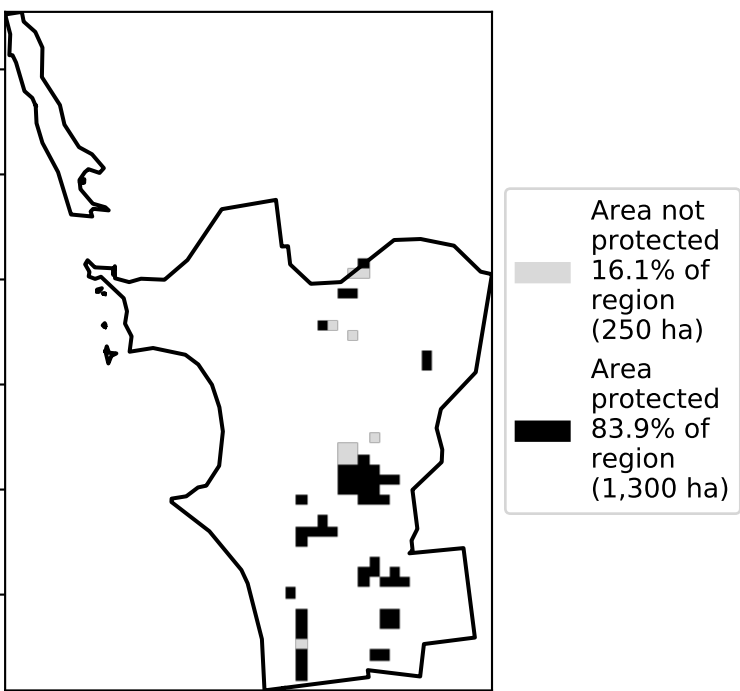 Area not
protected
16.1% of
region
(250 ha)
Area
protected
83.9% of
region
(1,300 ha)